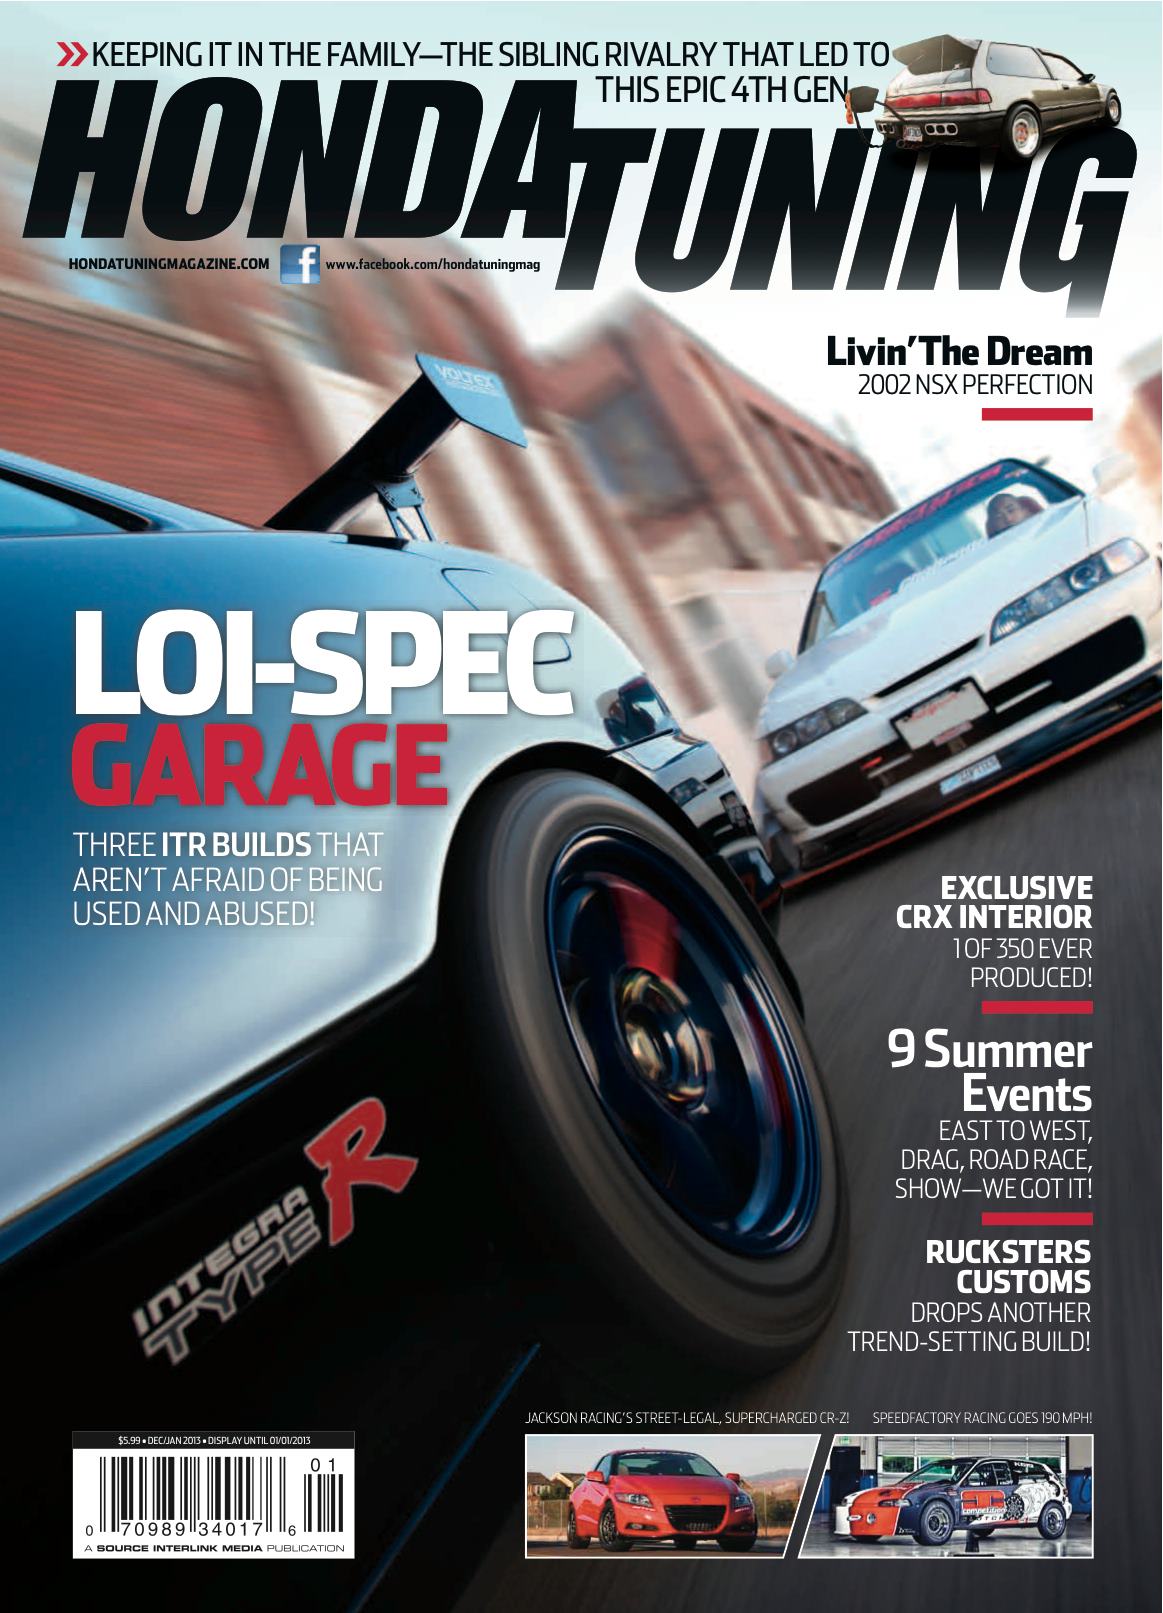 KEEPING IT IN THE FAMILY—THE SIBLING RIVALRY THAT LED TO
THIS EPIC 4TH GEN
HONDA TUNING
HONDATUNINGMAGAZINE.COM
f
www.facebook.com/hondatuningmag
Livin' The Dream
2002 NSX PERFECTION
VOLTEX
LOI-SPEC
GARAGE
THREE ITR BUILDS THAT
AREN'T AFRAID OF BEING
USED AND ABUSED!
EXCLUSIVE
CRX INTERIOR
1 OF 350 EVER
PRODUCED!
9 Summer
Events
EAST TO WEST,
DRAG, ROAD RACE,
SHOW—WE GOT IT!
RUCKSTERS
CUSTOMS
DROPS ANOTHER
TREND-SETTING BUILD!
INTEGRA
TYPE R
JACKSON RACING'S STREET-LEGAL, SUPERCHARGED CR-Z!
SPEEDFACTORY RACING GOES 190 MPH!
competition
CLUTCH
$5.99 • DEC/JAN 2013 • DISPLAY UNTIL 01/01/2013
0 1
0 70989 34017 6
A SOURCE INTERLINK MEDIA PUBLICATION